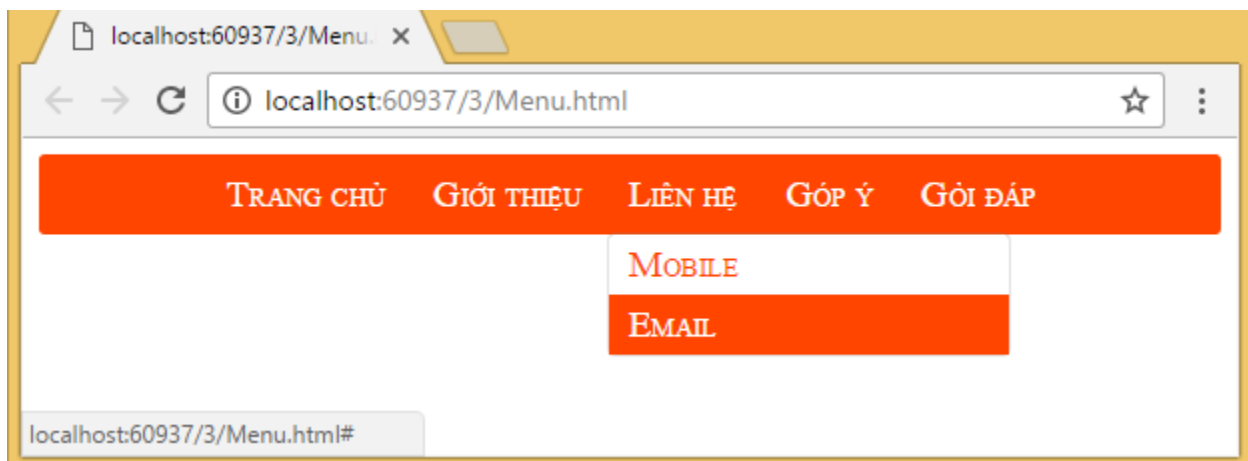 localhost:60937/3/Menu.
localhost:60937/3/Menu.html
Trang chủ Giới thiệu Liên hệ Góp ý Gỏi đáp
Mobile
Email
localhost:60937/3/Menu.html#